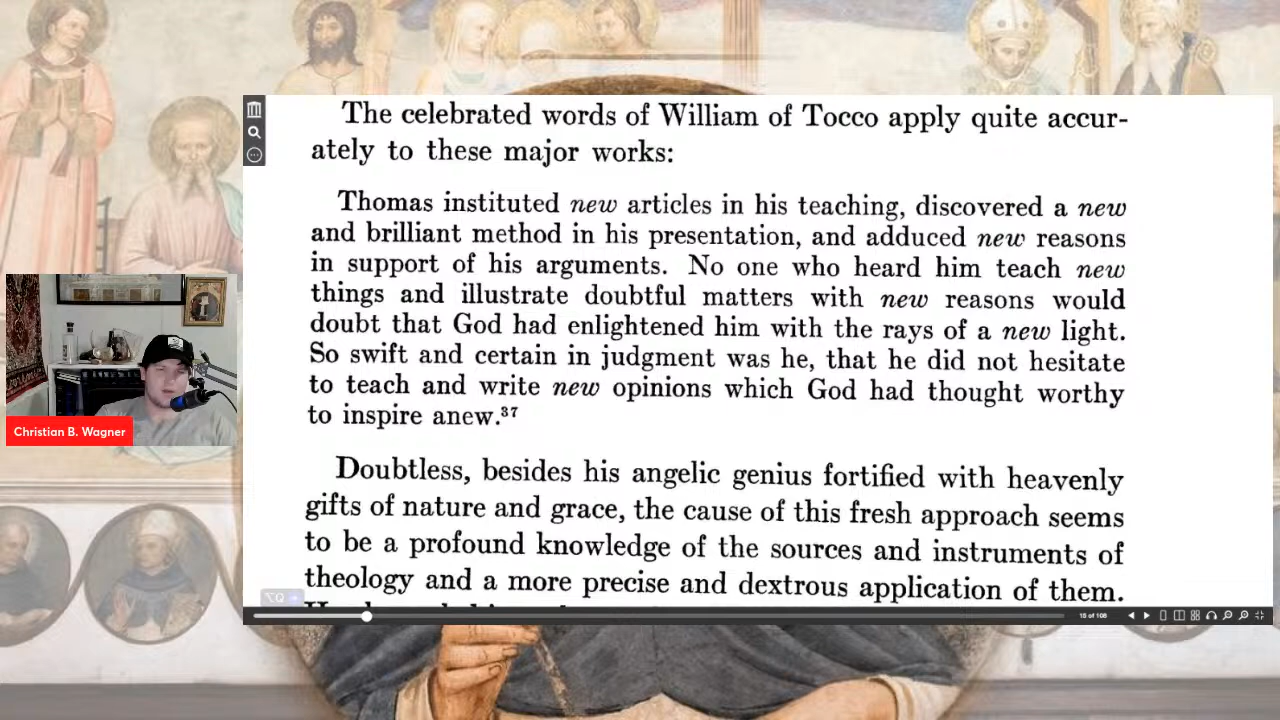 The celebrated words of William of Tocco apply quite accur-
ately to these major works:
Thomas instituted new articles in his teaching, discovered a new
and brilliant method in his presentation, and adduced new reasons
in support of his arguments. No one who heard him teach new
things and illustrate doubtful matters with new reasons would
doubt that God had enlightened him with the rays of a new light.
So swift and certain in judgment was he, that he did not hesitate
to teach and write new opinions which God had thought worthy
to inspire anew.³⁷
Doubtless, besides his angelic genius fortified with heavenly
gifts of nature and grace, the cause of this fresh approach seems
to be a profound knowledge of the sources and instruments of
theology and a more precise and dextrous application of them.
Christian B. Wagner
⌥Q
of 108